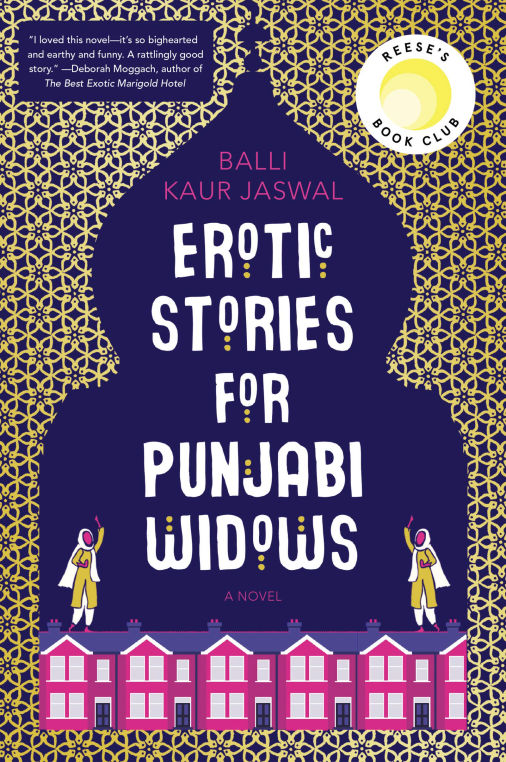 "I loved this novel—it's so bighearted
and earthy and funny. A rattlingly good
story." —Deborah Moggach, author of
The Best Exotic Marigold Hotel
REESE'S
BOOK CLUB
BALLI
KAUR JASWAL
EROTIC
STORIES
FOR
PUNJABI
WIDOWS
A NOVEL